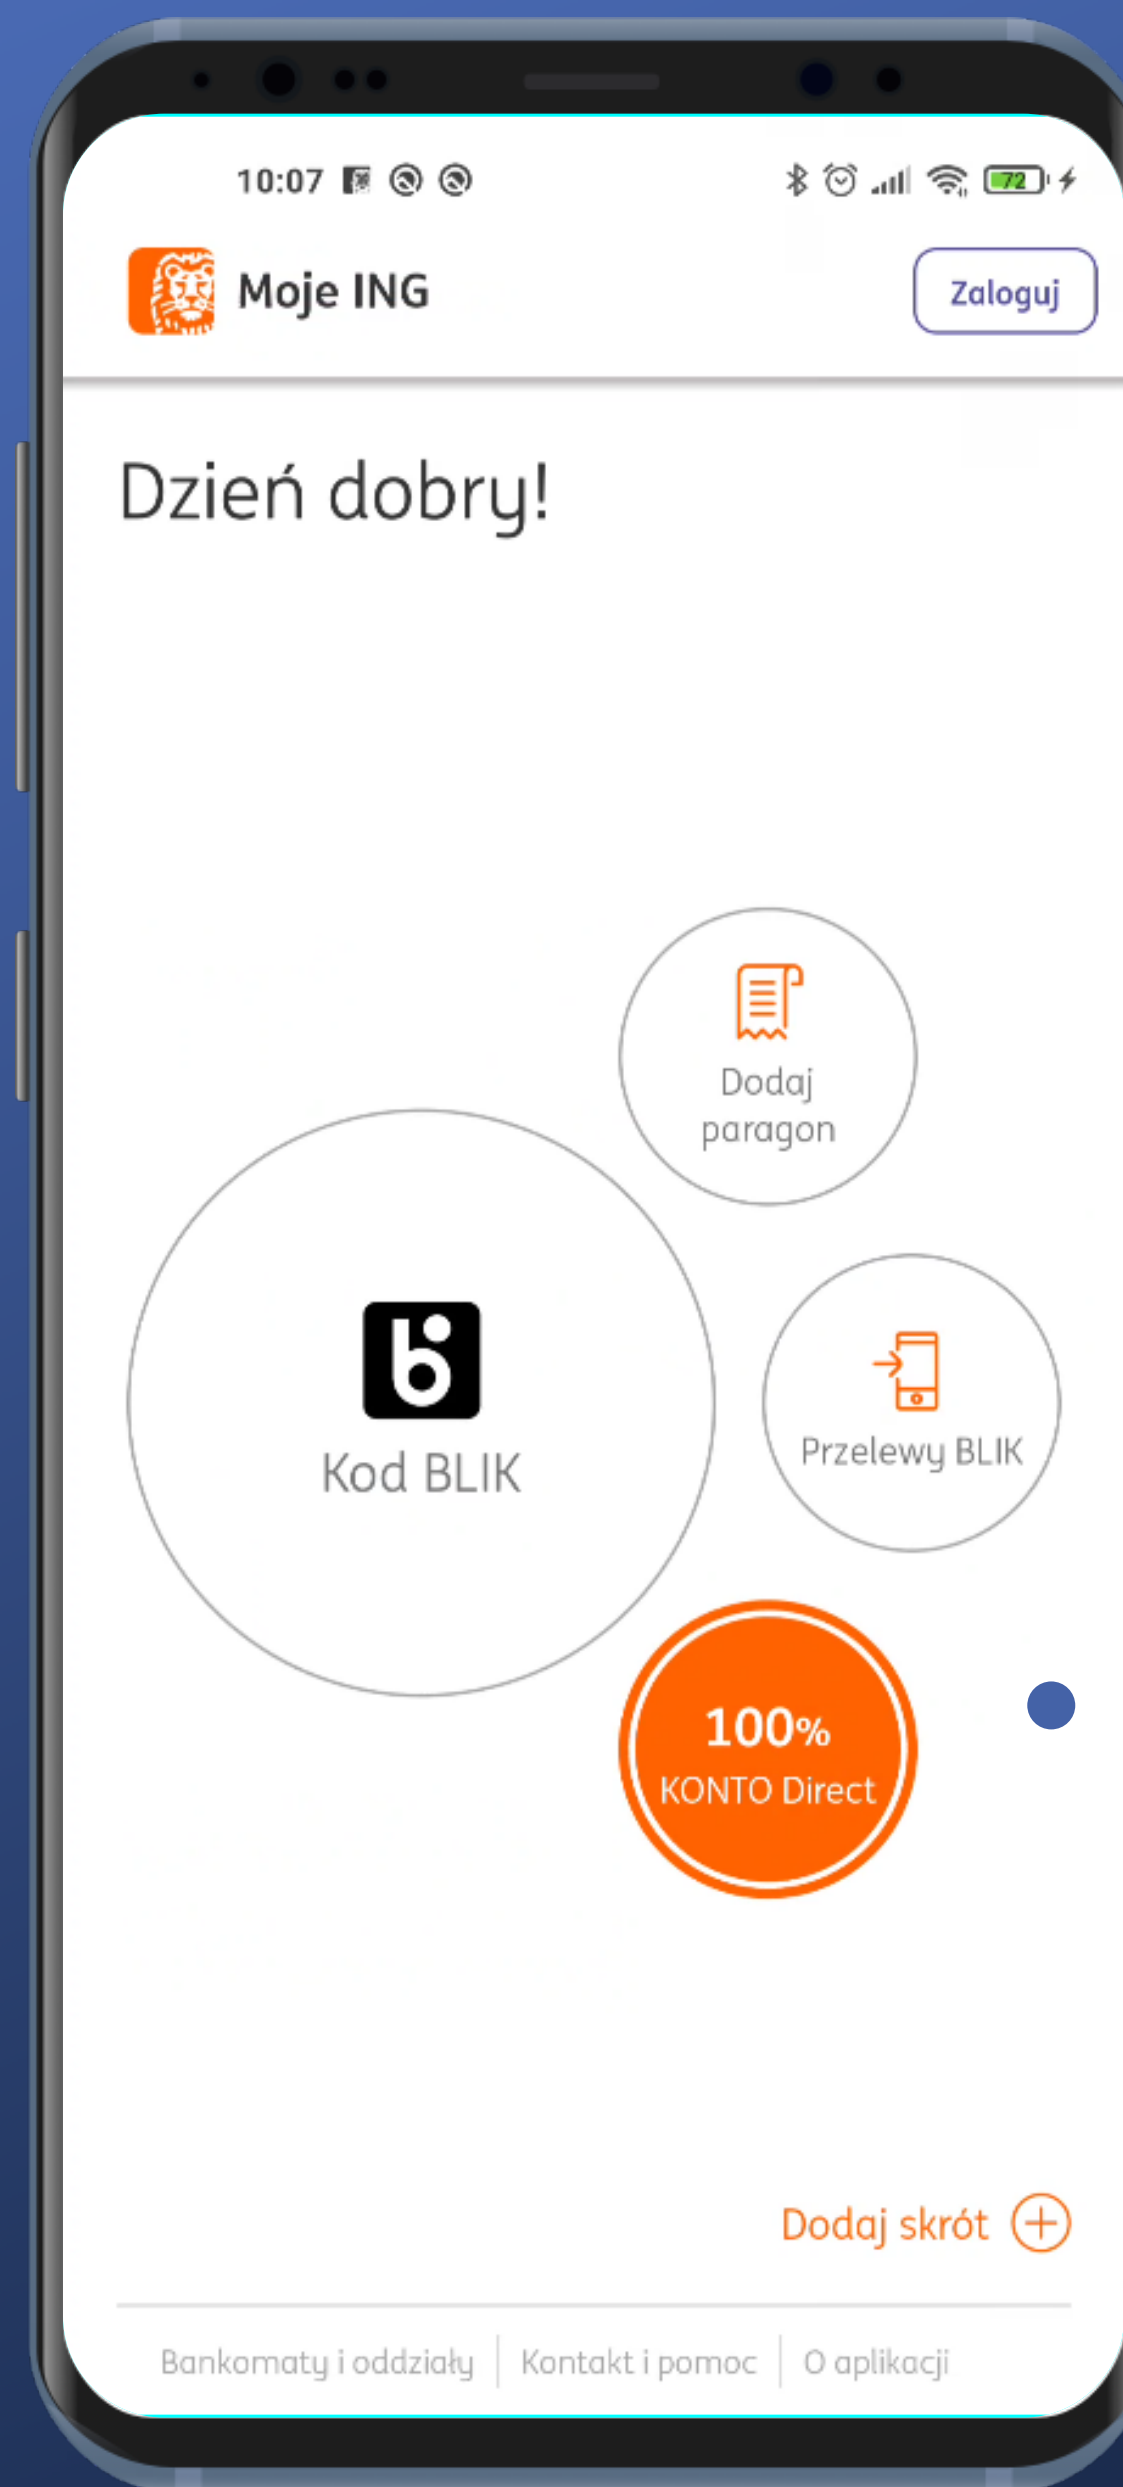 10:07
72
Moje ING
Zaloguj
Dzień dobry!
Dodaj
paragon
Kod BLIK
Przelewy BLIK
100%
KONTO Direct
Dodaj skrót
Bankomaty i oddziały
Kontakt i pomoc
O aplikacji